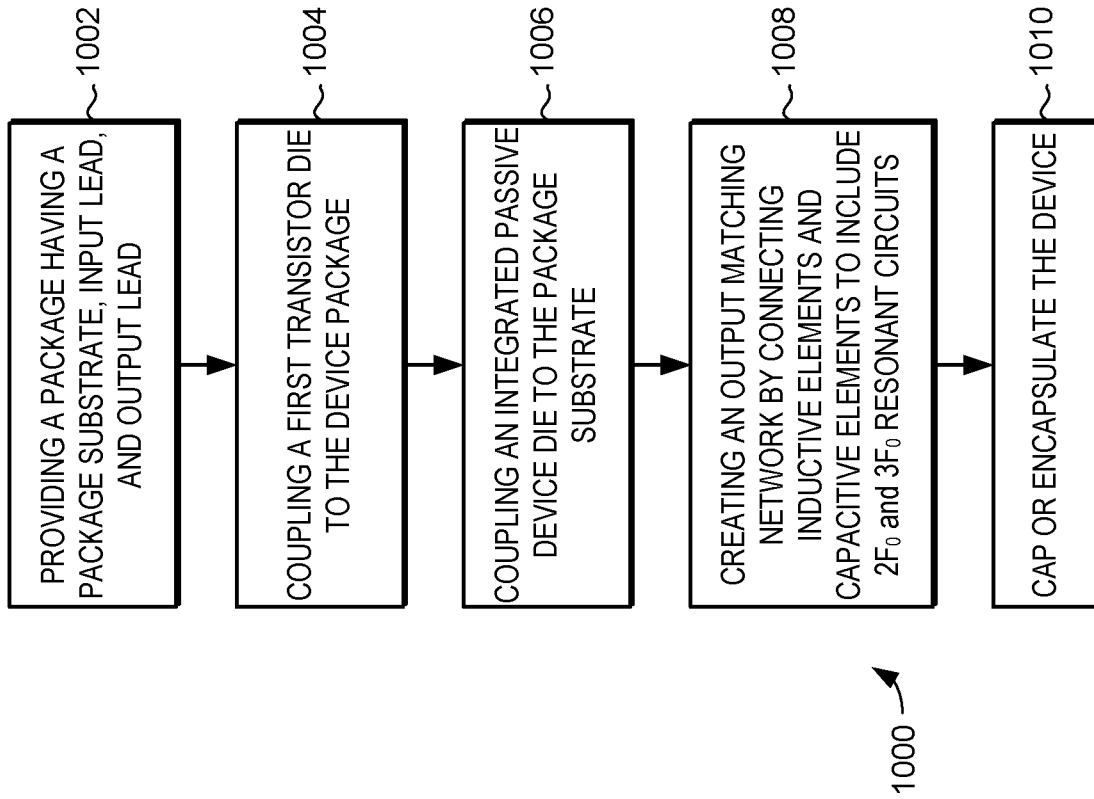 PROVIDING A PACKAGE HAVING A
PACKAGE SUBSTRATE, INPUT LEAD,
AND OUTPUT LEAD
1002
COUPLING A FIRST TRANSISTOR DIE
TO THE DEVICE PACKAGE
1004
COUPLING AN INTEGRATED PASSIVE
DEVICE DIE TO THE PACKAGE
SUBSTRATE
1006
CREATING AN OUTPUT MATCHING
NETWORK BY CONNECTING
INDUCTIVE ELEMENTS AND
CAPACITIVE ELEMENTS TO INCLUDE
2F₀ and 3F₀ RESONANT CIRCUITS
1008
CAP OR ENCAPSULATE THE DEVICE
1010
1000